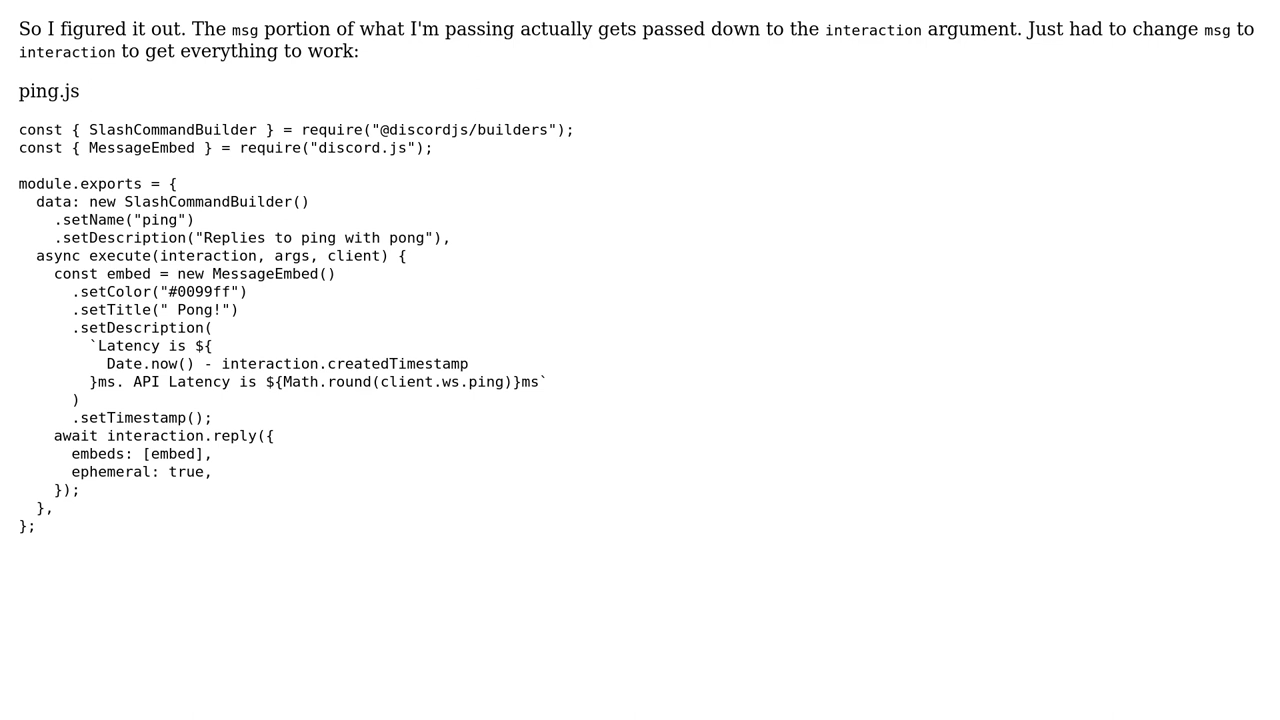 So I figured it out. The msg portion of what I'm passing actually gets passed down to the interaction argument. Just had to change msg to
interaction to get everything to work:
ping.js
const { SlashCommandBuilder } = require("@discordjs/builders");
const { MessageEmbed } = require("discord.js");

module.exports = {
  data: new SlashCommandBuilder()
    .setName("ping")
    .setDescription("Replies to ping with pong"),
  async execute(interaction, args, client) {
    const embed = new MessageEmbed()
      .setColor("#0099ff")
      .setTitle(" Pong!")
      .setDescription(
        `Latency is ${
          Date.now() - interaction.createdTimestamp
        }ms. API Latency is ${Math.round(client.ws.ping)}ms`
      )
      .setTimestamp();
    await interaction.reply({
      embeds: [embed],
      ephemeral: true,
    });
  },
};